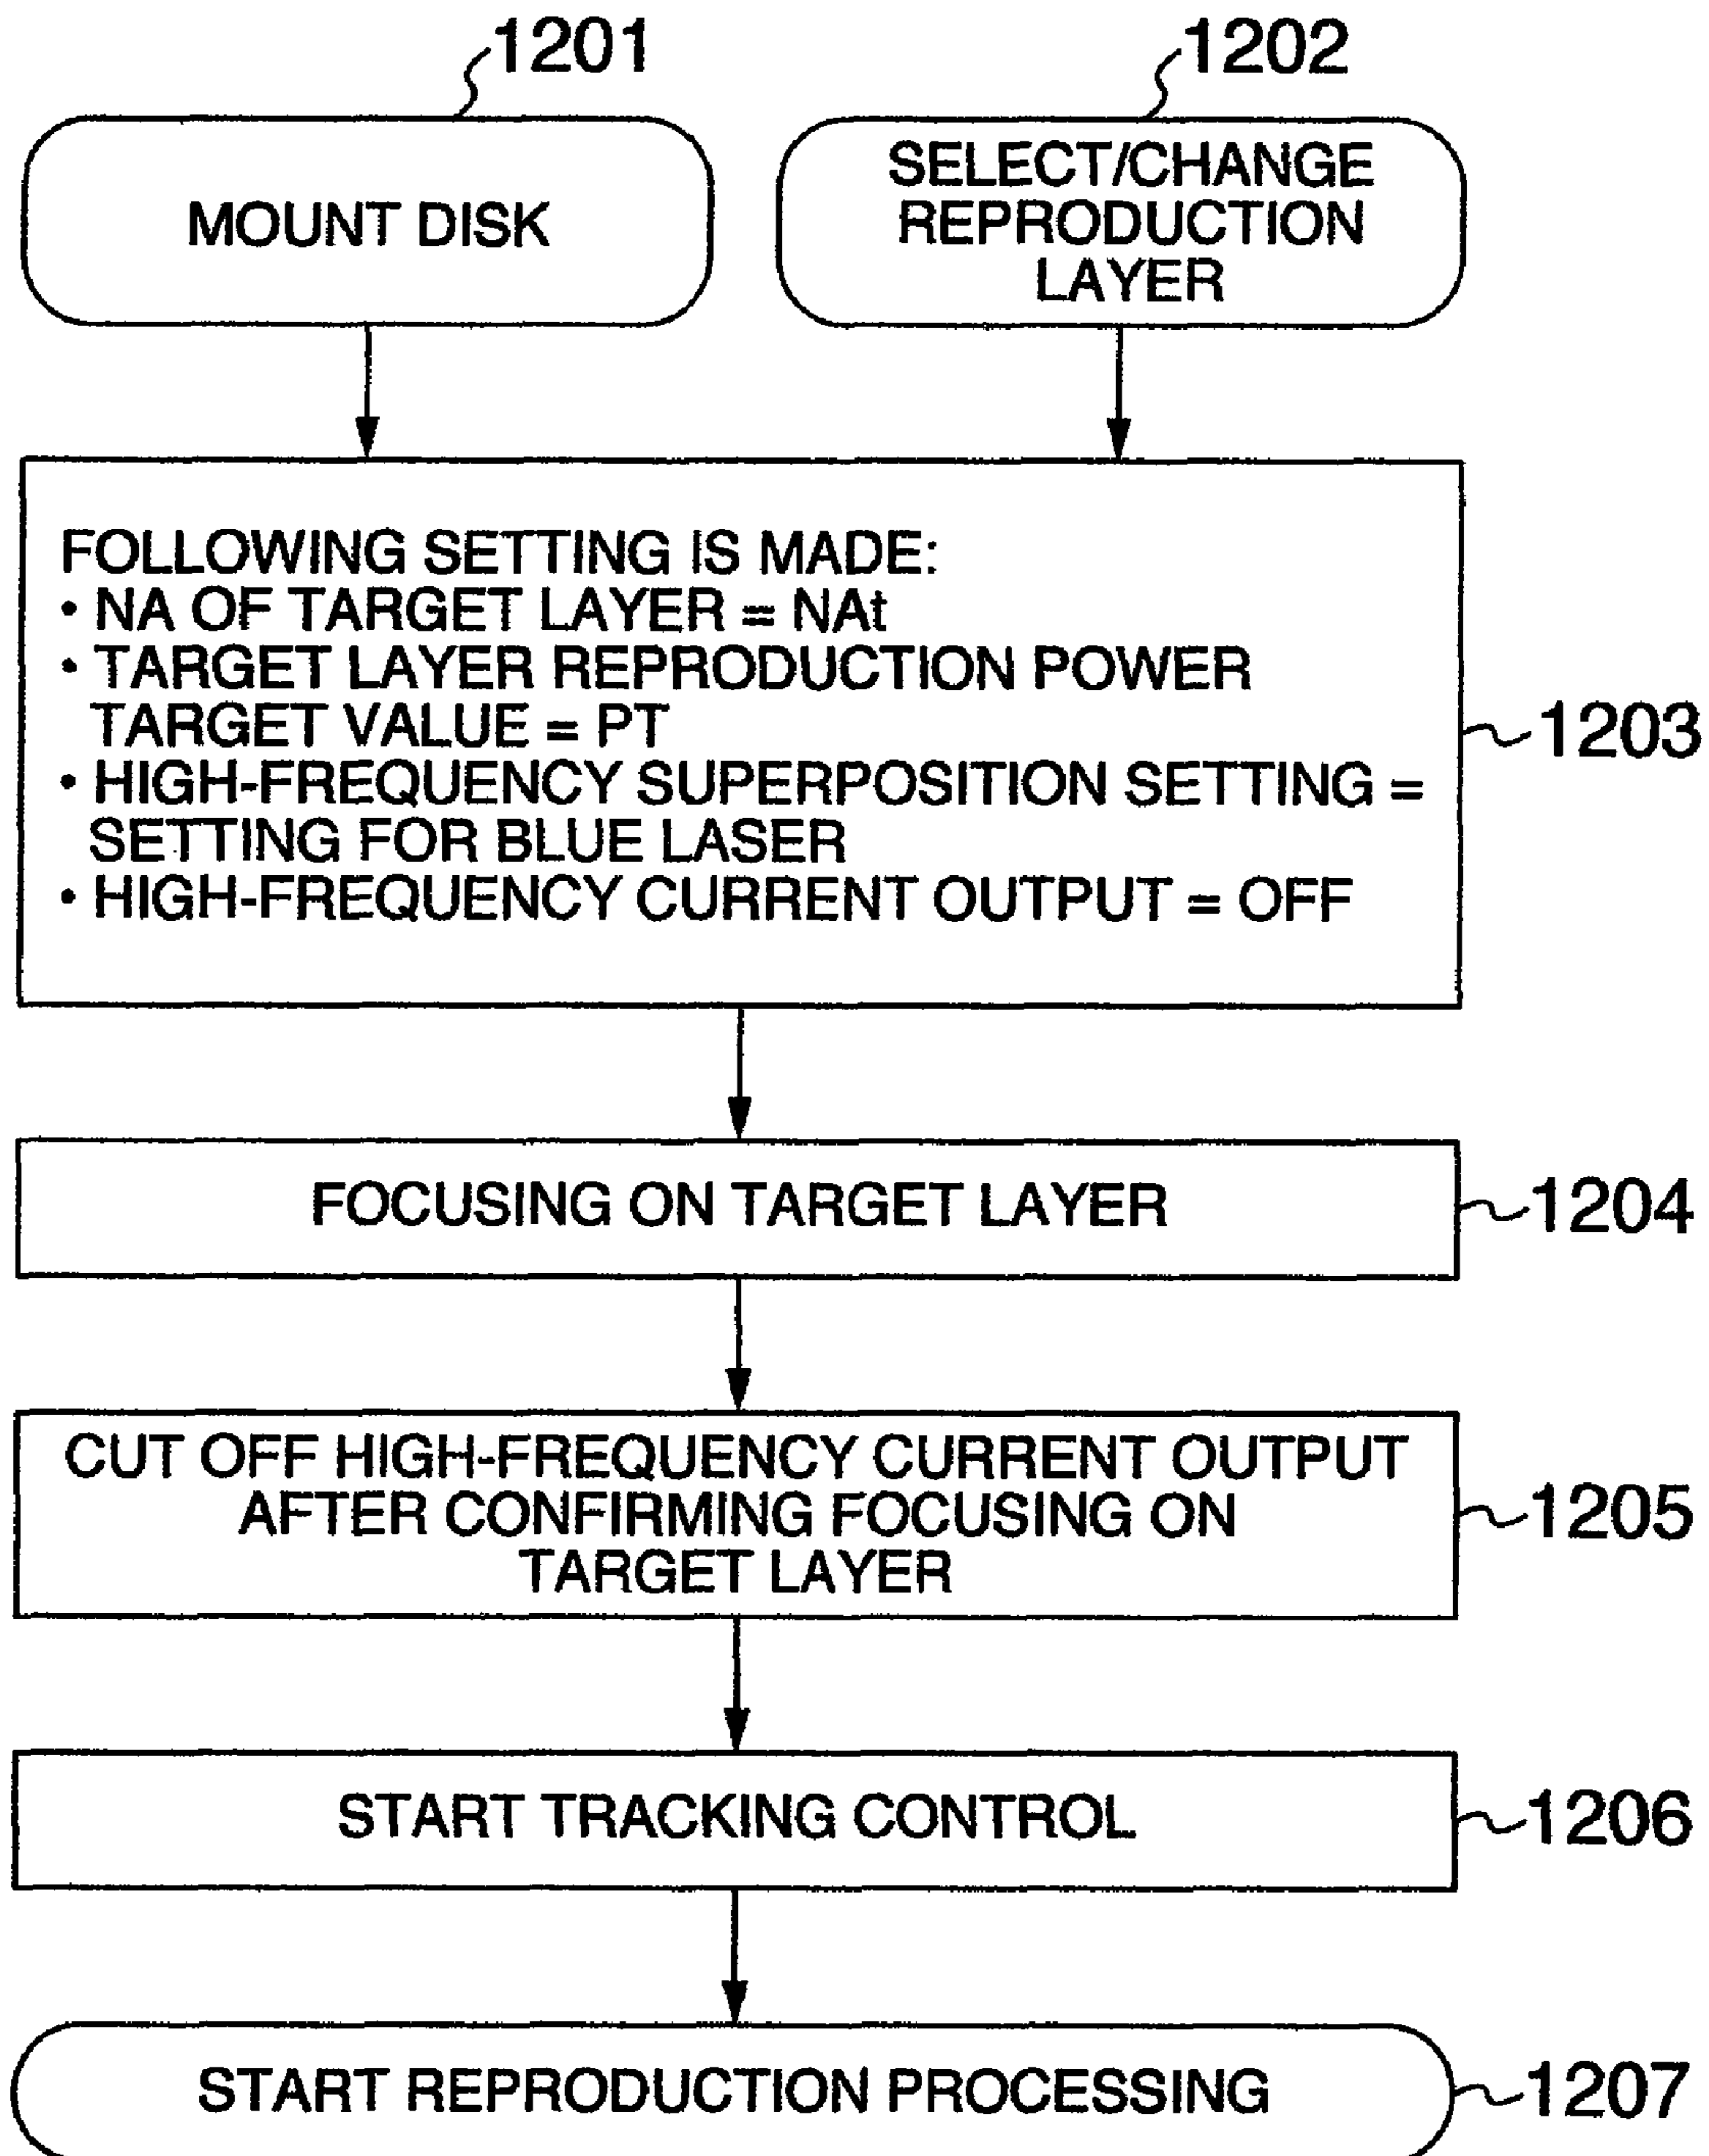 1201
1202
MOUNT DISK
SELECT/CHANGE
REPRODUCTION
LAYER
FOLLOWING SETTING IS MADE:
• NA OF TARGET LAYER = NAt
• TARGET LAYER REPRODUCTION POWER
TARGET VALUE = PT
• HIGH-FREQUENCY SUPERPOSITION SETTING =
SETTING FOR BLUE LASER
• HIGH-FREQUENCY CURRENT OUTPUT = OFF
1203
FOCUSING ON TARGET LAYER
1204
CUT OFF HIGH-FREQUENCY CURRENT OUTPUT
AFTER CONFIRMING FOCUSING ON
TARGET LAYER
1205
START TRACKING CONTROL
1206
START REPRODUCTION PROCESSING
1207